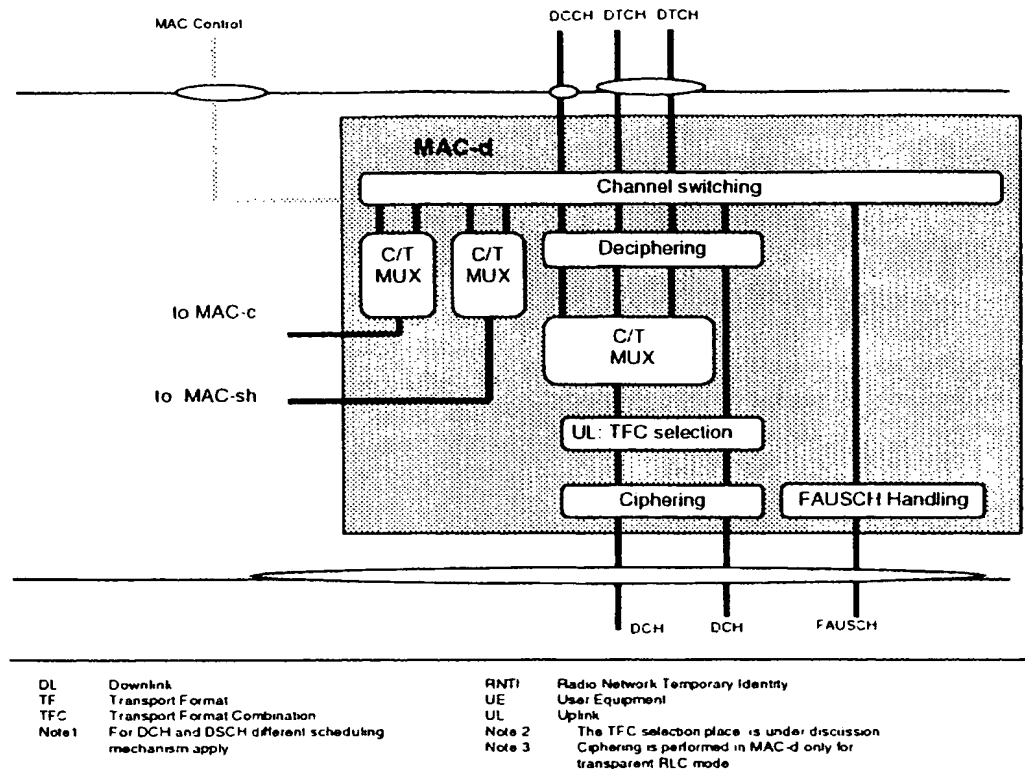 MAC Control
DCCH DTCH DTCH
MAC-d
Channel switching
C/T
MUX
C/T
MUX
Deciphering
to MAC-c
C/T
MUX
to MAC-sh
UL: TFC selection
Ciphering
FAUSCH Handling
DCH
DCH
FAUSCH
DL Downlink
TF Transport Format
TFC Transport Format Combination
Note1 For DCH and DSCH different scheduling
mechanism apply
RNTI Radio Network Temporary Identity
UE User Equipment
UL Uplink
Note 2 The TFC selection place is under discussion
Note 3 Ciphering is performed in MAC-d only for
transparent RLC mode